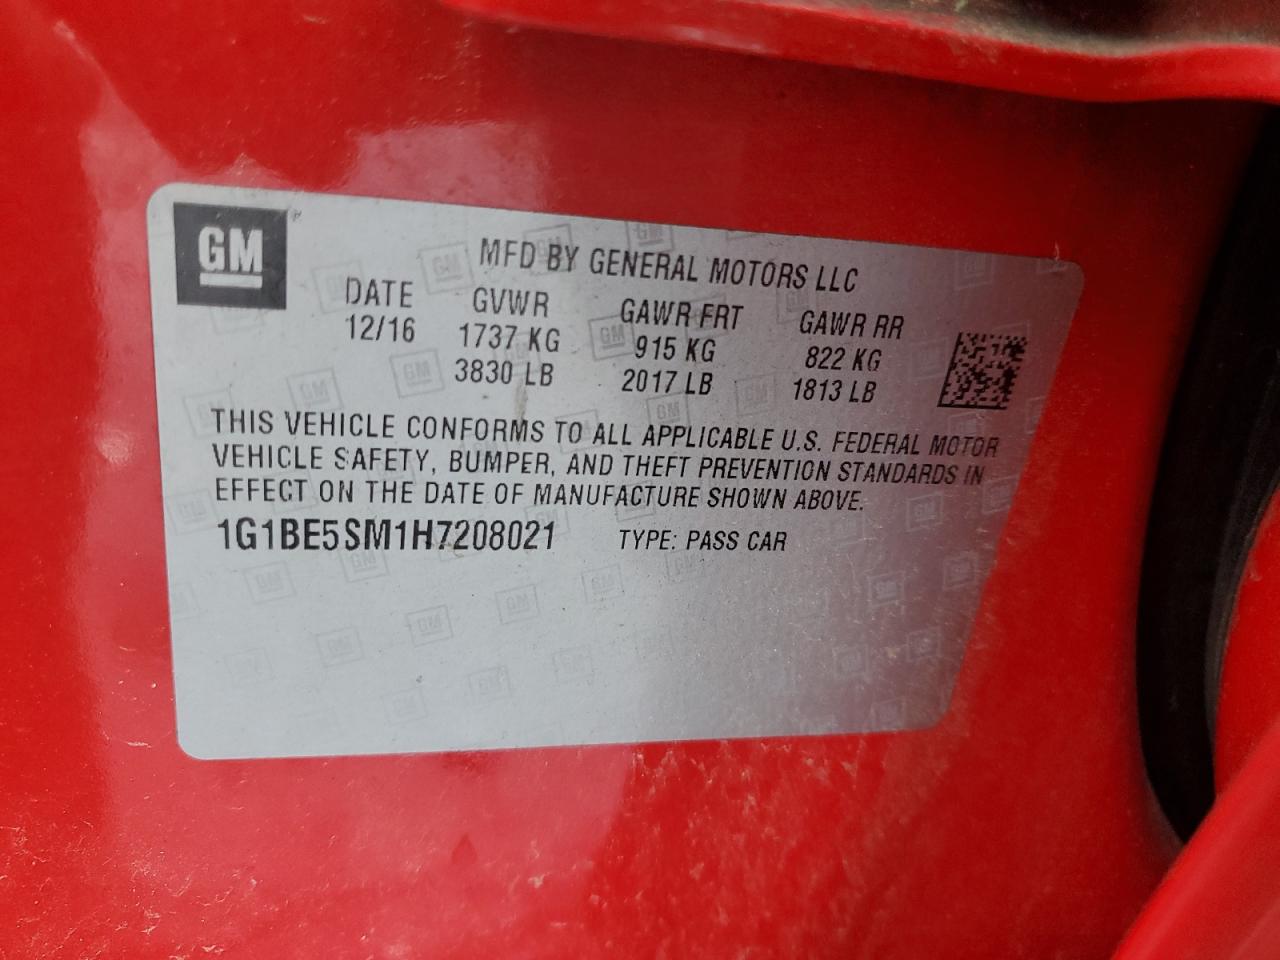 GM
MFD BY GENERAL MOTORS LLC
DATE GVWR GAWR FRT GAWR RR
12/16 1737 KG 915 KG 822 KG
3830 LB 2017 LB 1813 LB
THIS VEHICLE CONFORMS TO ALL APPLICABLE U.S. FEDERAL MOTOR
VEHICLE SAFETY, BUMPER, AND THEFT PREVENTION STANDARDS IN
EFFECT ON THE DATE OF MANUFACTURE SHOWN ABOVE.
1G1BE5SM1H7208021 TYPE: PASS CAR